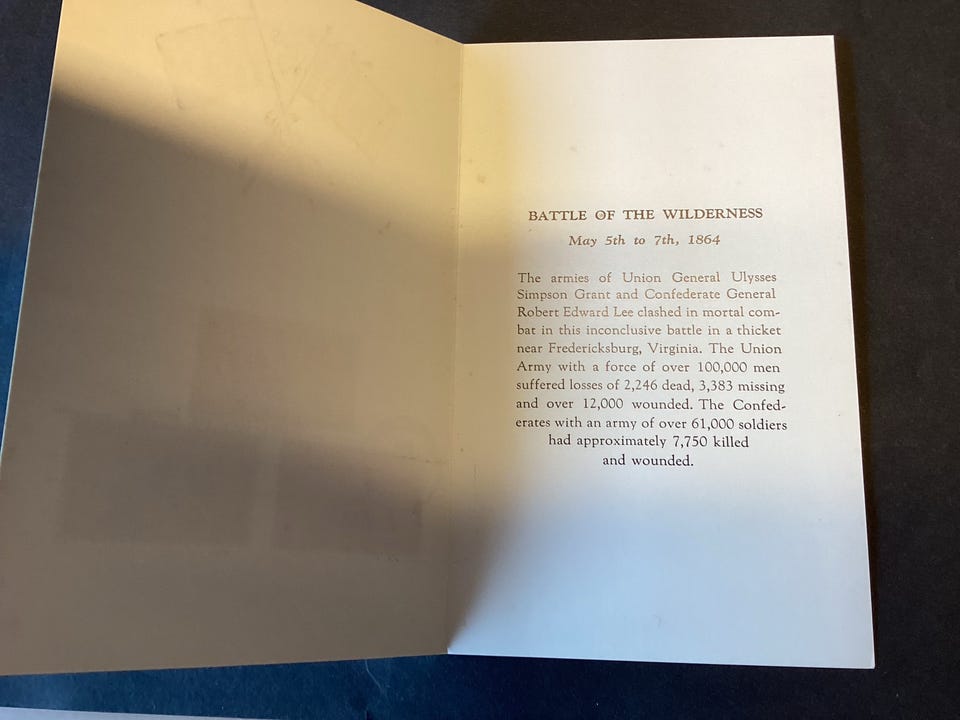 BATTLE OF THE WILDERNESS
May 5th to 7th, 1864
The armies of Union General Ulysses
Simpson Grant and Confederate General
Robert Edward Lee clashed in mortal com-
bat in this inconclusive battle in a thicket
near Fredericksburg, Virginia. The Union
Army with a force of over 100,000 men
suffered losses of 2,246 dead, 3,383 missing
and over 12,000 wounded. The Confed-
erates with an army of over 61,000 soldiers
had approximately 7,750 killed
and wounded.